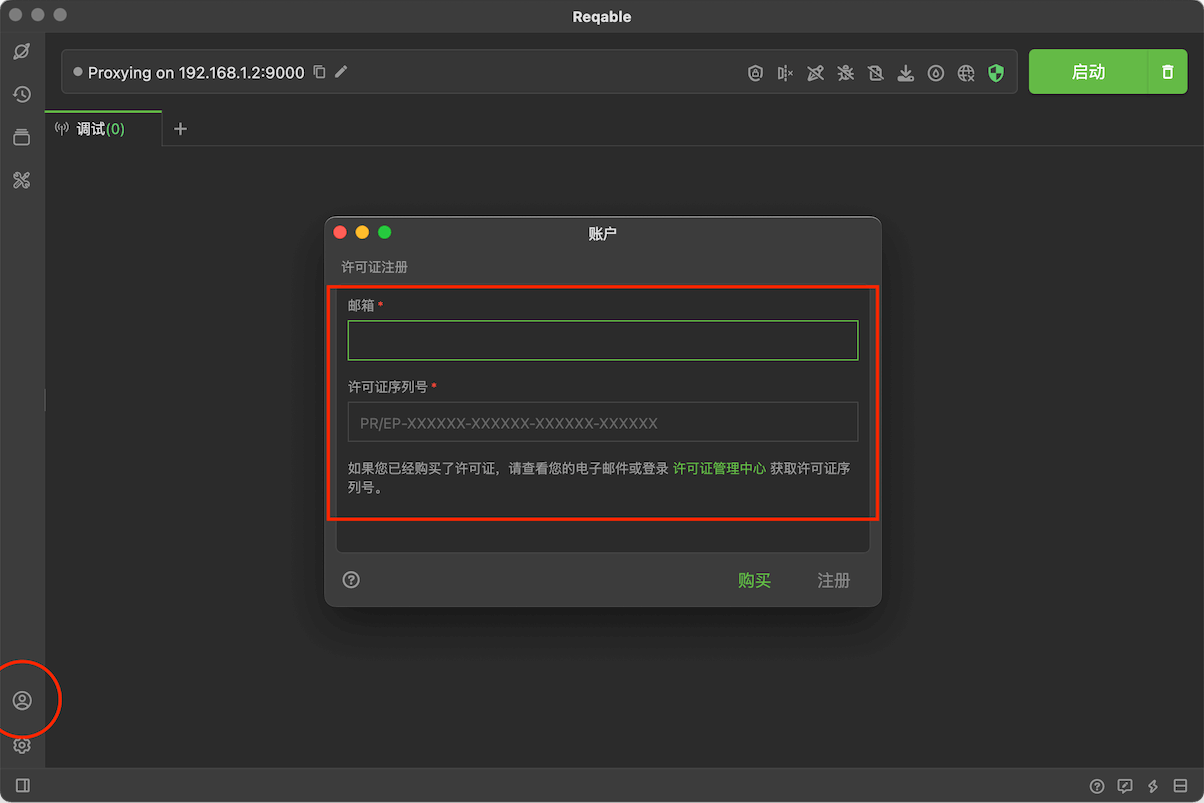 Reqable
Proxying on 192.168.1.2:9000
启动
调试(0)
账户
许可证注册
邮箱 *
许可证序列号 *
PR/EP-XXXXXX-XXXXXX-XXXXXX-XXXXXX
如果您已经购买了许可证，请查看您的电子邮件或登录 许可证管理中心 获取许可证序
列号。
购买
注册